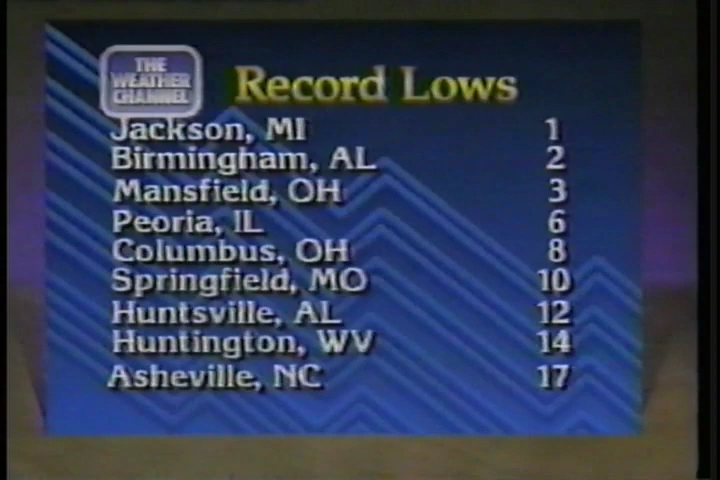 THE
WEATHER
CHANNEL
Record Lows
Jackson, MI 1
Birmingham, AL 2
Mansfield, OH 3
Peoria, IL 6
Columbus, OH 8
Springfield, MO 10
Huntsville, AL 12
Huntington, WV 14
Asheville, NC 17